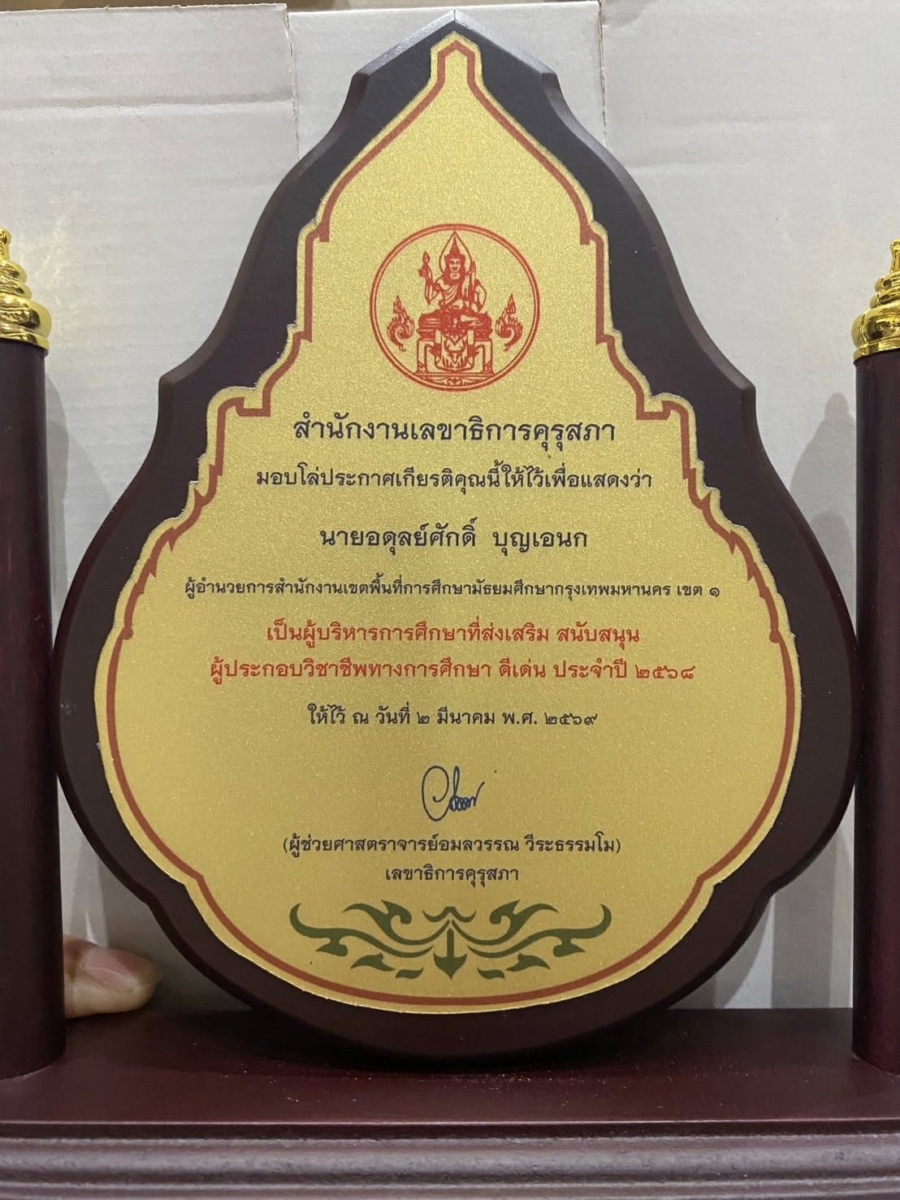 สำนักงานเลขาธิการคุรุสภา
มอบโล่ประกาศเกียรติคุณนี้ให้ไว้เพื่อแสดงว่า
นายอดุลย์ศักดิ์ บุญเอนก
ผู้อำนวยการสำนักงานเขตพื้นที่การศึกษามัธยมศึกษากรุงเทพมหานคร เขต ๑
เป็นผู้บริหารการศึกษาที่ส่งเสริม สนับสนุน
ผู้ประกอบวิชาชีพทางการศึกษา ดีเด่น ประจำปี ๒๕๖๘
ให้ไว้ ณ วันที่ ๒ มีนาคม พ.ศ. ๒๕๖๙
(ผู้ช่วยศาสตราจารย์อมลวรรณ วีระธรรมโม)
เลขาธิการคุรุสภา